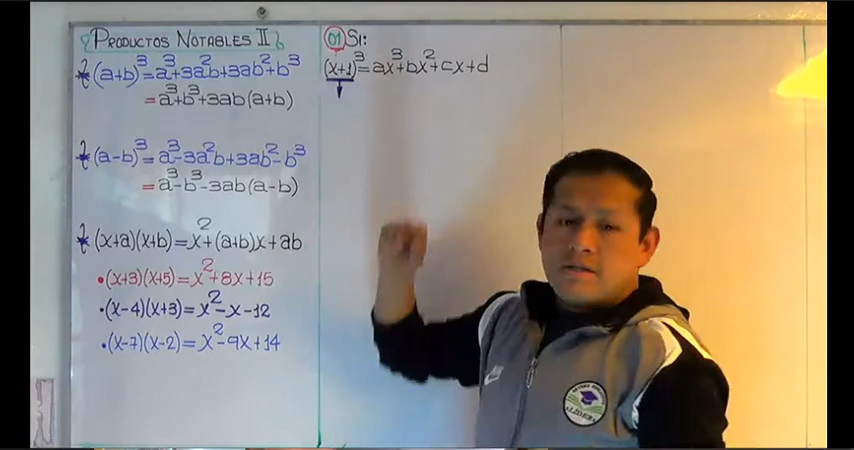 Productos Notables II
* (a+b)³ = a³+3a²b+3ab²+b³
= a³+b³+3ab(a+b)
* (a-b)³ = a³-3a²b+3ab²-b³
= a³-b³-3ab(a-b)
* (x+a)(x+b) = x²+(a+b)x+ab
• (x+3)(x+5) = x²+8x+15
• (x-4)(x+3) = x²-x-12
• (x-7)(x-2) = x²-9x+14
01 Si:
(x+1)³ = ax³+bx²+cx+d
LÍDER